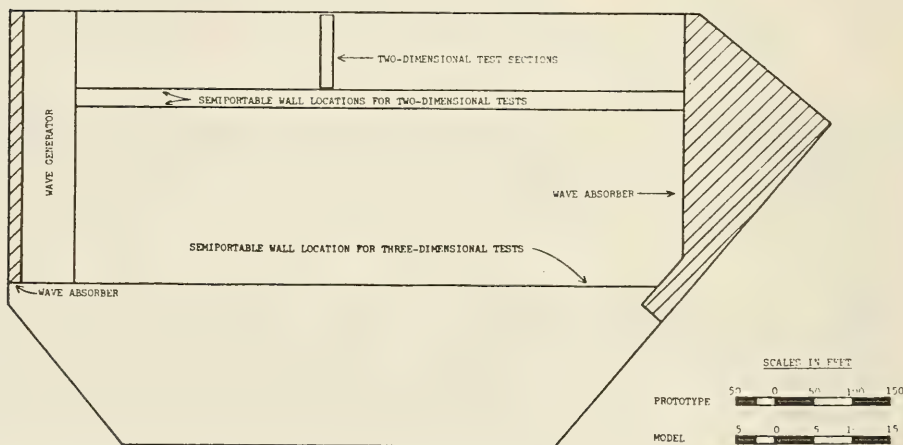 TWO-DIMENSIONAL TEST SECTIONS
SEMIPORTABLE WALL LOCATIONS FOR TWO-DIMENSIONAL TESTS
WAVE GENERATOR
WAVE ABSORBER
SEMIPORTABLE WALL LOCATION FOR THREE-DIMENSIONAL TESTS
WAVE ABSORBER
SCALES IN FEET
50 0 50 100 150
PROTOTYPE
5 0 5 15
MODEL